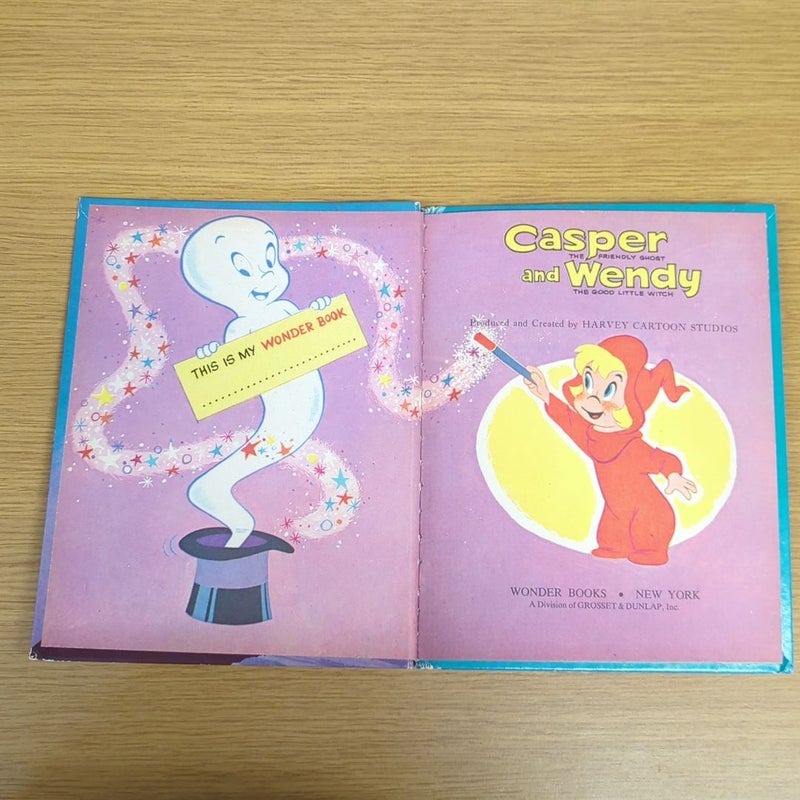 THIS IS MY WONDER BOOK
Casper
THE FRIENDLY GHOST
and Wendy
THE GOOD LITTLE WITCH
Produced and Created by HARVEY CARTOON STUDIOS
WONDER BOOKS • NEW YORK
A Division of GROSSET & DUNLAP, Inc.